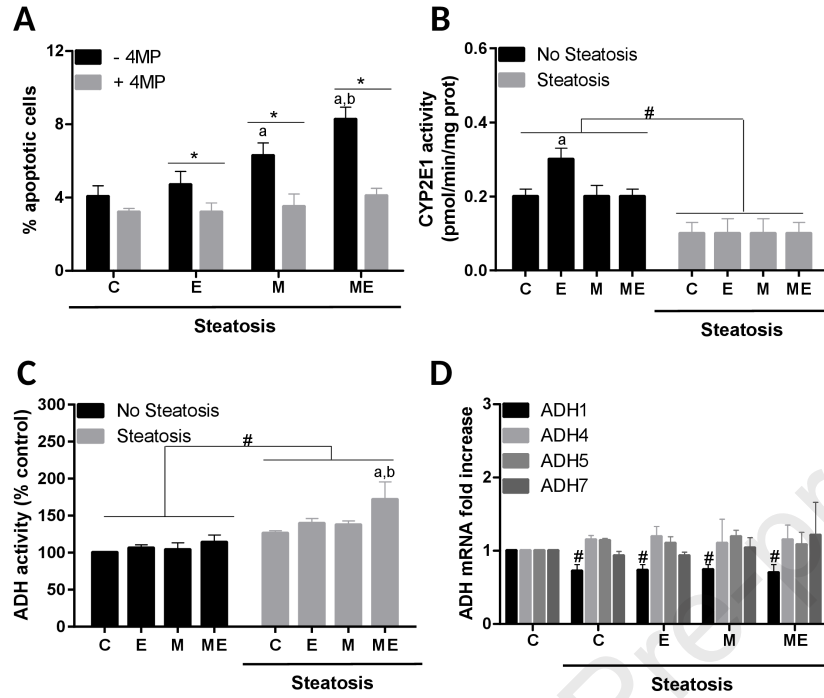 A
% apoptotic cells
12
8
4
0
- 4MP
+ 4MP
*
*
*
a
a,b
C E M ME
Steatosis
B
CYP2E1 activity
(pmol/min/mg prot)
0.6
0.4
0.2
0.0
No Steatosis
Steatosis
#
a
C E M ME C E M ME
Steatosis
C
ADH activity (% control)
300
250
200
150
100
50
0
No Steatosis
Steatosis
#
a,b
C E M ME C E M ME
Steatosis
D
ADH mRNA fold increase
3
2
1
0
ADH1
ADH4
ADH5
ADH7
# # # #
C C E M ME
Steatosis
Pre-pr